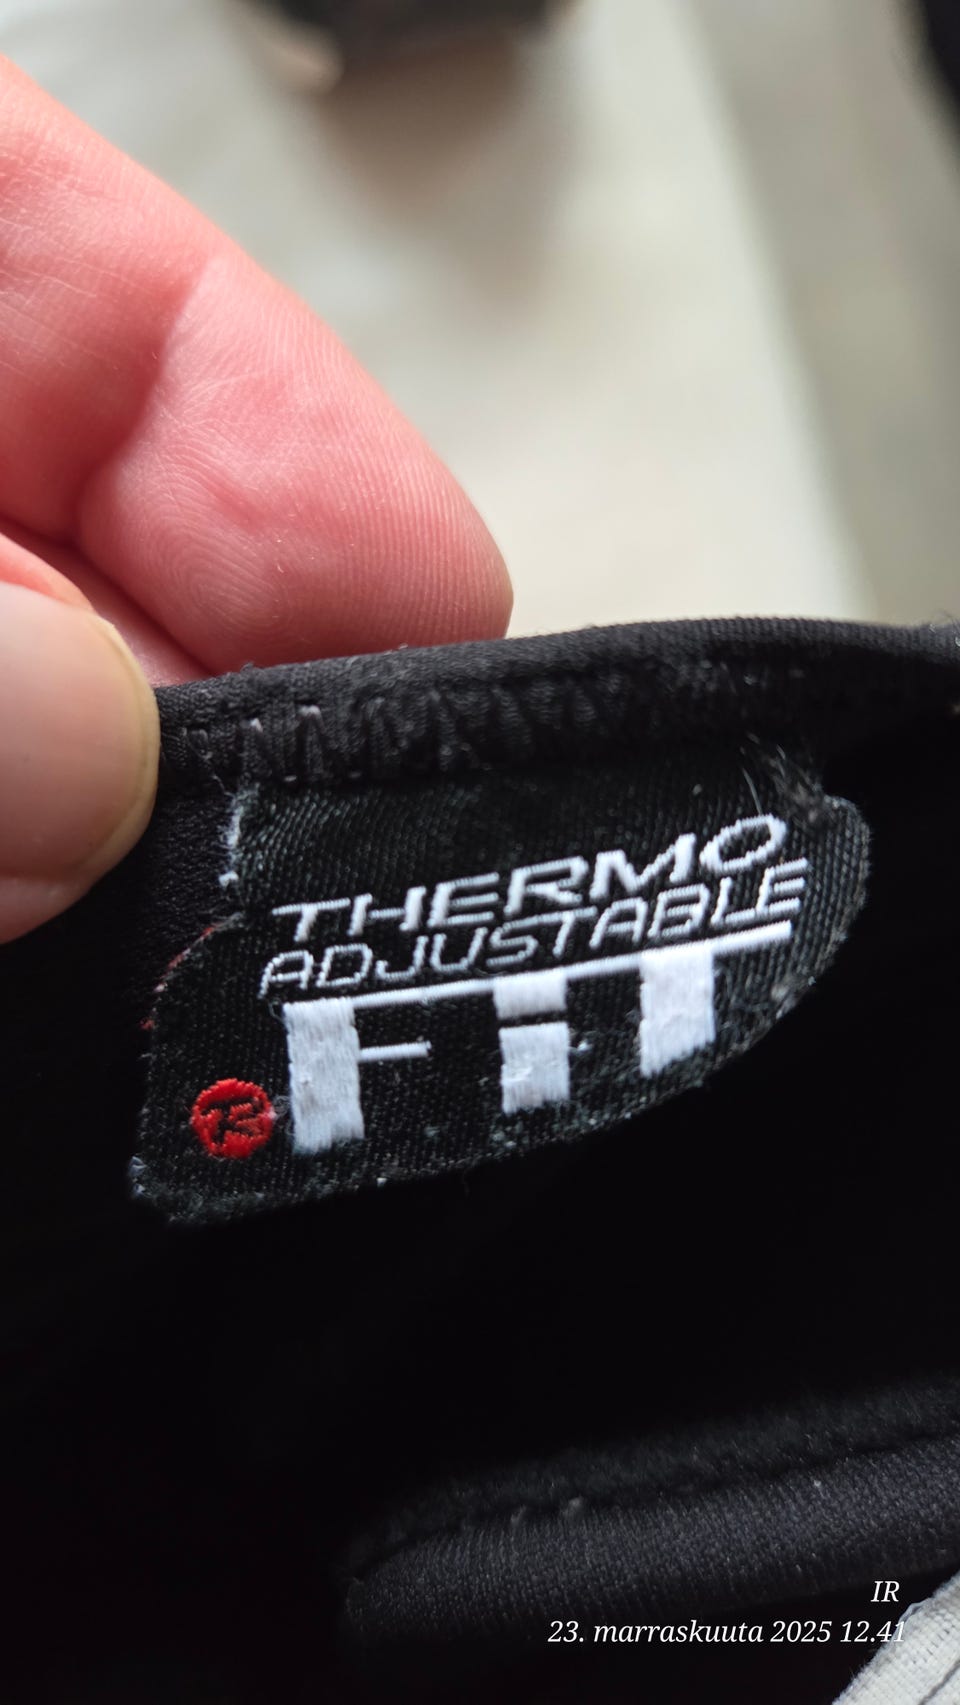 THERMO
ADJUSTABLE
FiT
IR
23. marraskuuta 2025 12.41